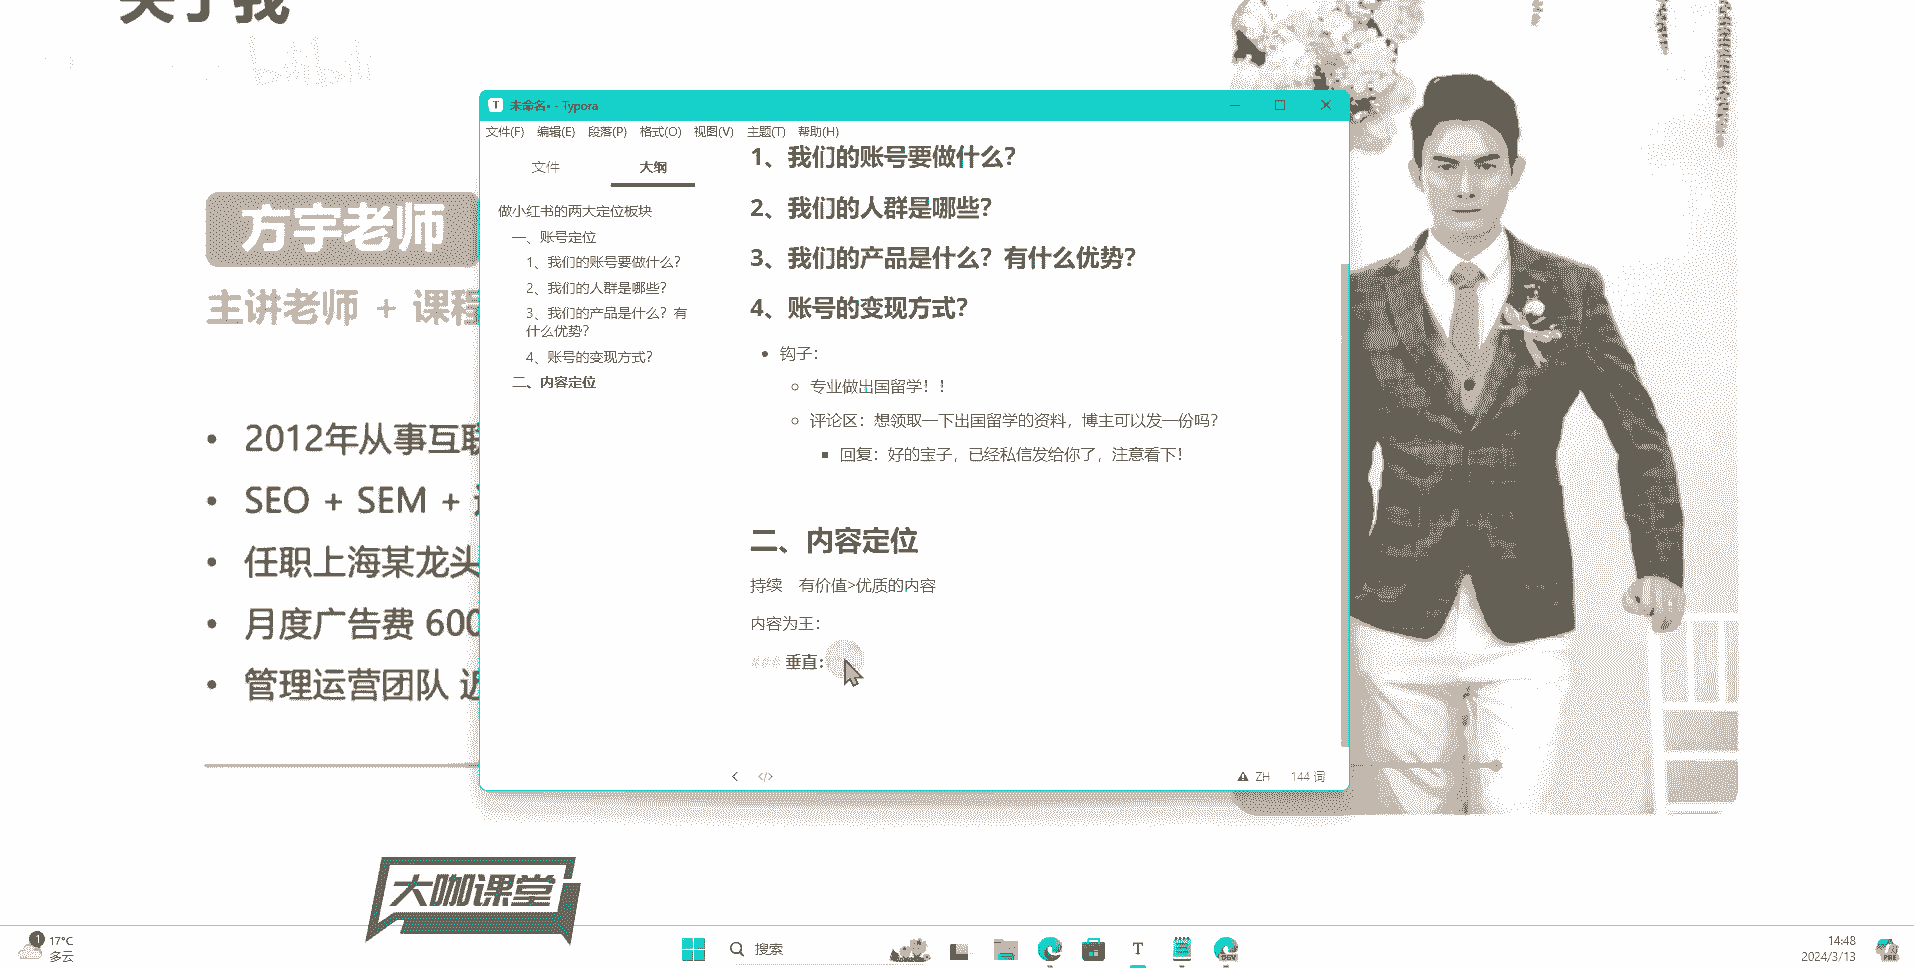 关于我
bilibili
方宇老师
主讲老师 + 课程
2012年从事互联
SEO + SEM +
任职上海某龙头
月度广告费 600
管理运营团队 近
未命名• - Typora
文件(F) 编辑(E) 段落(P) 格式(O) 视图(V) 主题(T) 帮助(H)
文件 大纲
做小红书的两大定位板块
一、账号定位
1、我们的账号要做什么?
2、我们的人群是哪些?
3、我们的产品是什么?有
什么优势?
4、账号的变现方式?
二、内容定位
1、我们的账号要做什么?
2、我们的人群是哪些?
3、我们的产品是什么?有什么优势?
4、账号的变现方式?
钩子:
专业做出国留学!!
评论区:想领取一下出国留学的资料,博主可以发一份吗?
回复:好的宝子,已经私信发给你了,注意看下!
二、内容定位
持续 有价值>优质的内容
内容为王:
### 垂直:
</> ZH 144 词
大咖课堂
1 17°C
多云
搜索
T
DEV
14:48
2024/3/13
PRE